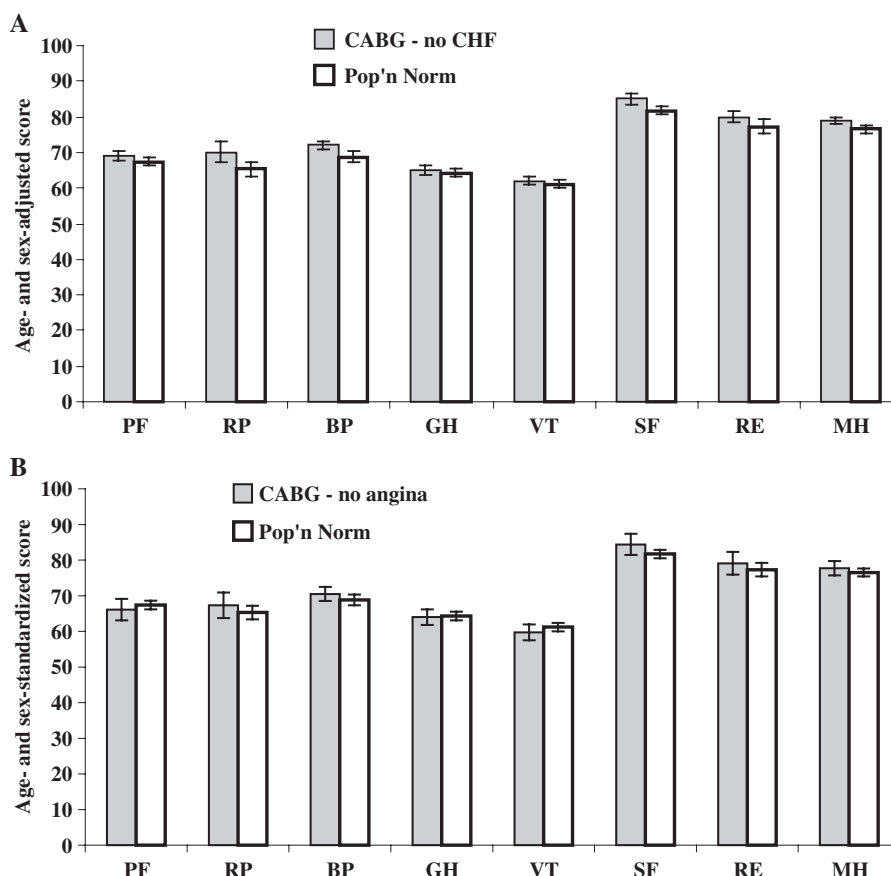 A
CABG - no CHF
Pop'n Norm
Age- and sex-adjusted score
100
90
80
70
60
50
40
30
20
10
0
PF RP BP GH VT SF RE MH
B
CABG - no angina
Pop'n Norm
Age- and sex-standardized score
100
90
80
70
60
50
40
30
20
10
0
PF RP BP GH VT SF RE MH